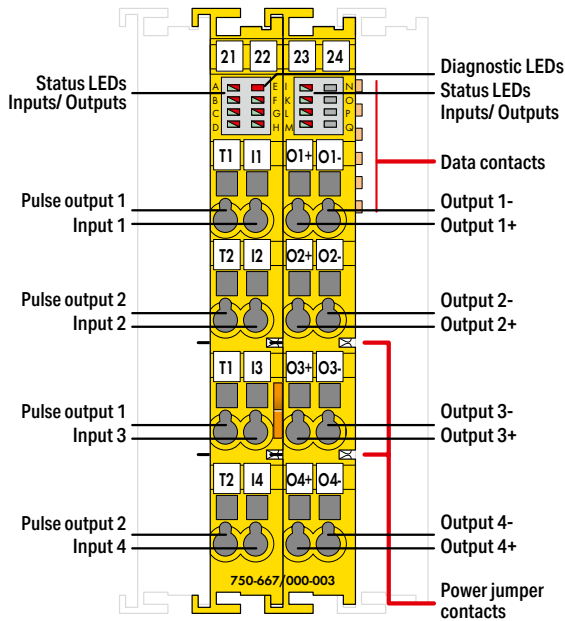 21 22 23 24
Diagnostic LEDs
Status LEDs
Inputs/ Outputs
Status LEDs
Inputs/ Outputs
A E I N
B F K O
C G L P
D H M Q
Data contacts
T1 I1 O1+ O1-
Pulse output 1
Input 1
Output 1-
Output 1+
T2 I2 O2+ O2-
Pulse output 2
Input 2
Output 2-
Output 2+
T1 I3 O3+ O3-
Pulse output 1
Input 3
Output 3-
Output 3+
T2 I4 O4+ O4-
Pulse output 2
Input 4
Output 4-
Output 4+
750-667/000-003
Power jumper
contacts